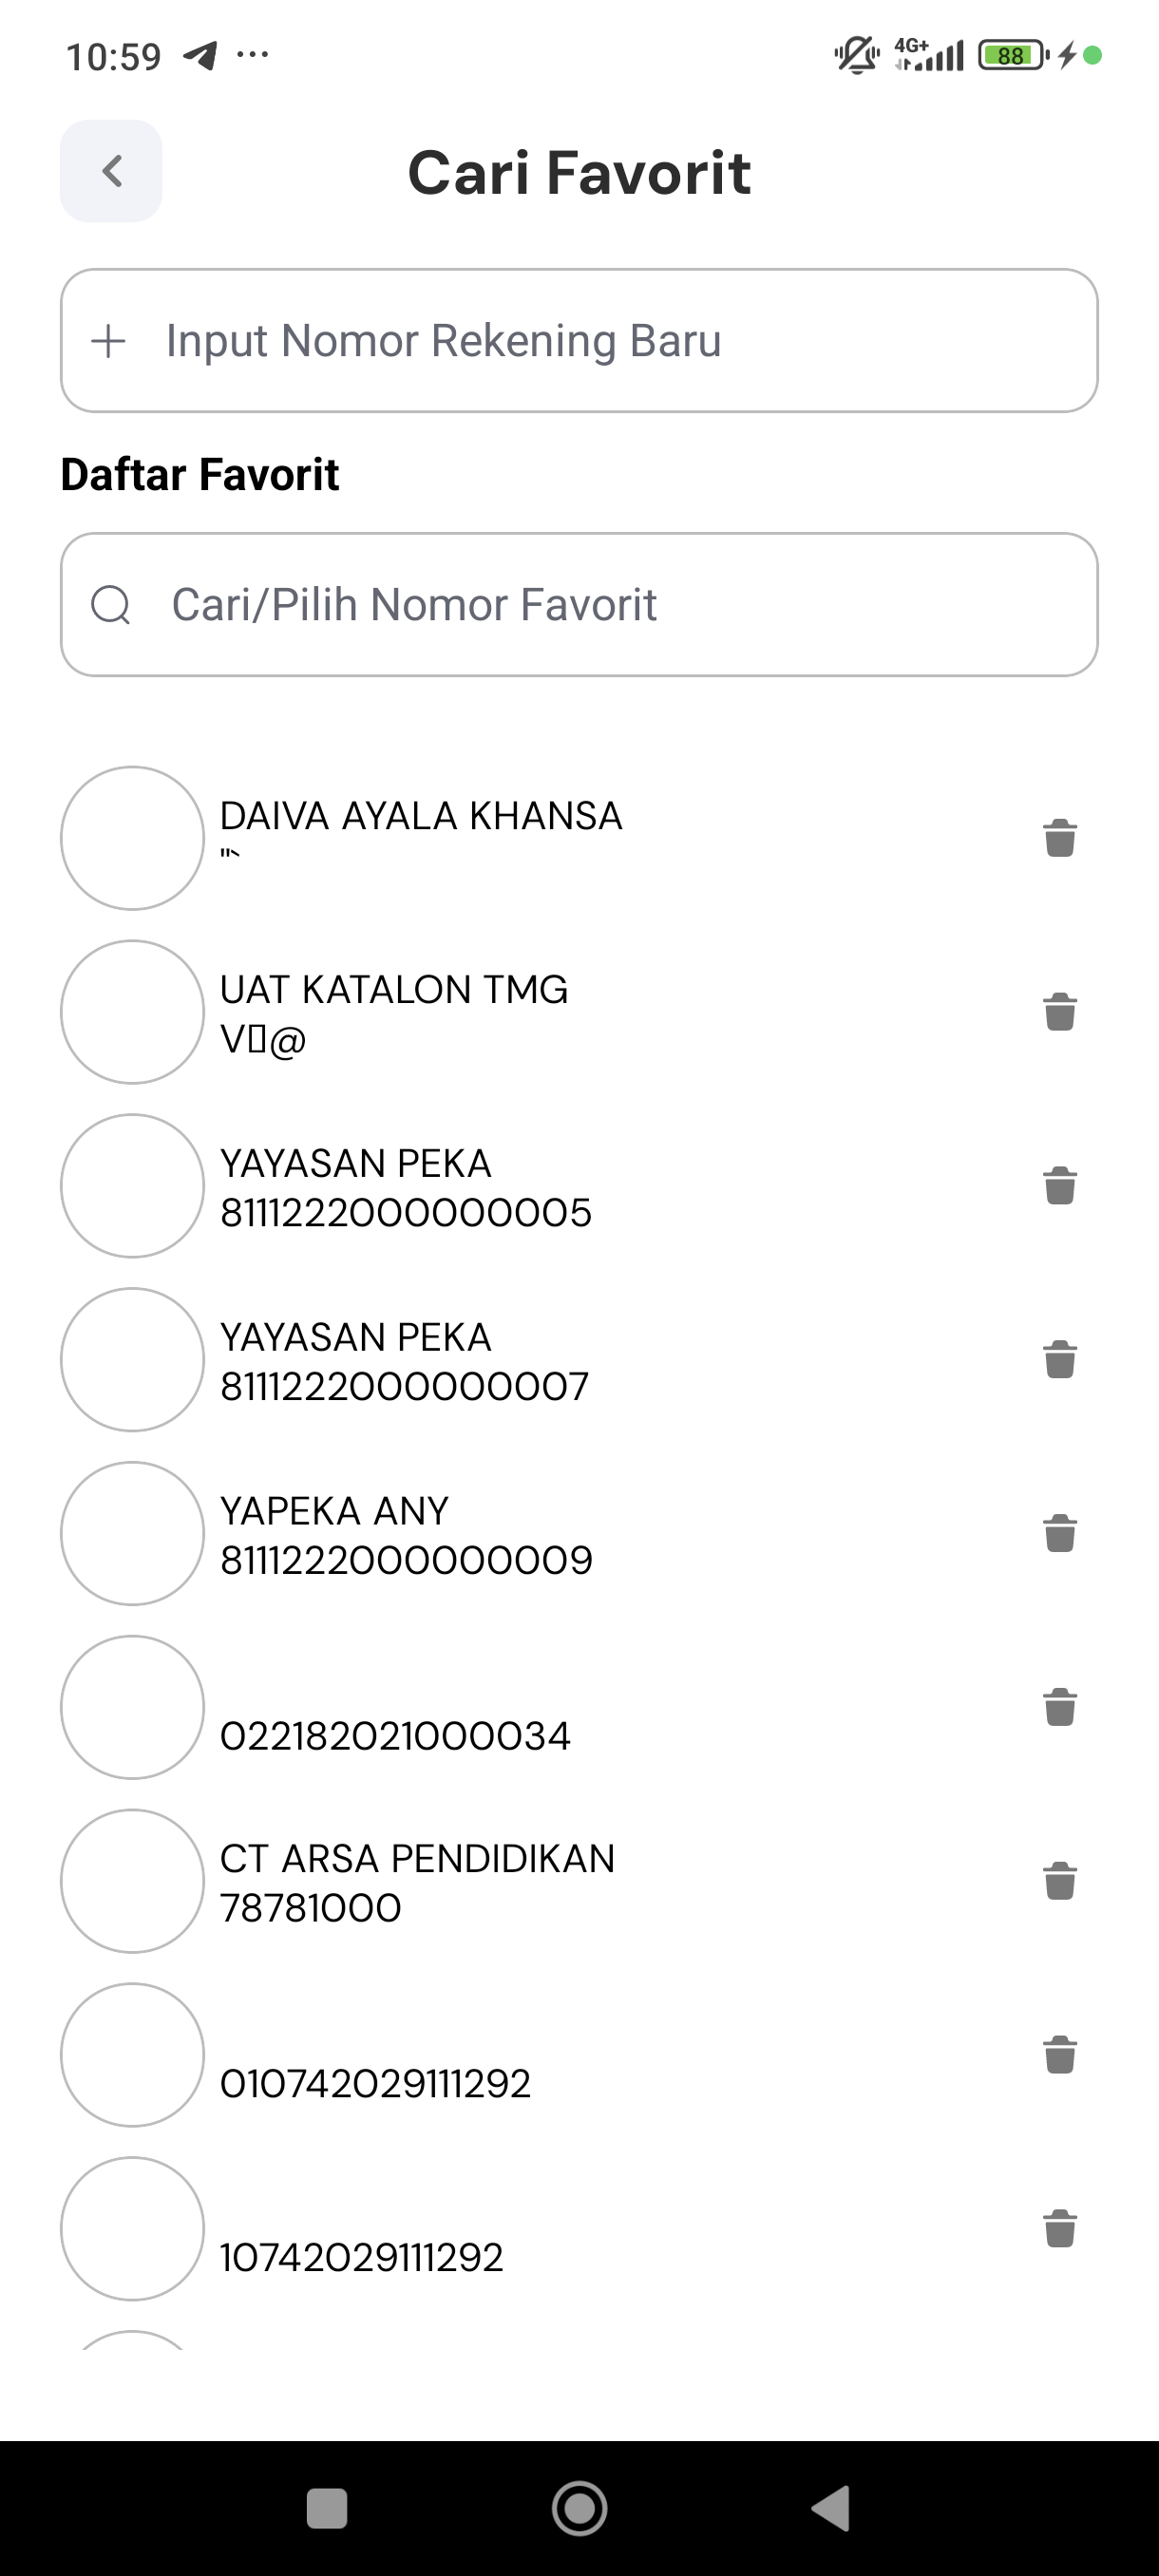 10:59
4G+
88
Cari Favorit
Input Nomor Rekening Baru
Daftar Favorit
Cari/Pilih Nomor Favorit
DAIVA AYALA KHANSA
"`
UAT KATALON TMG
V▯@
YAYASAN PEKA
8111222000000005
YAYASAN PEKA
8111222000000007
YAPEKA ANY
8111222000000009
022182021000034
CT ARSA PENDIDIKAN
78781000
010742029111292
10742029111292